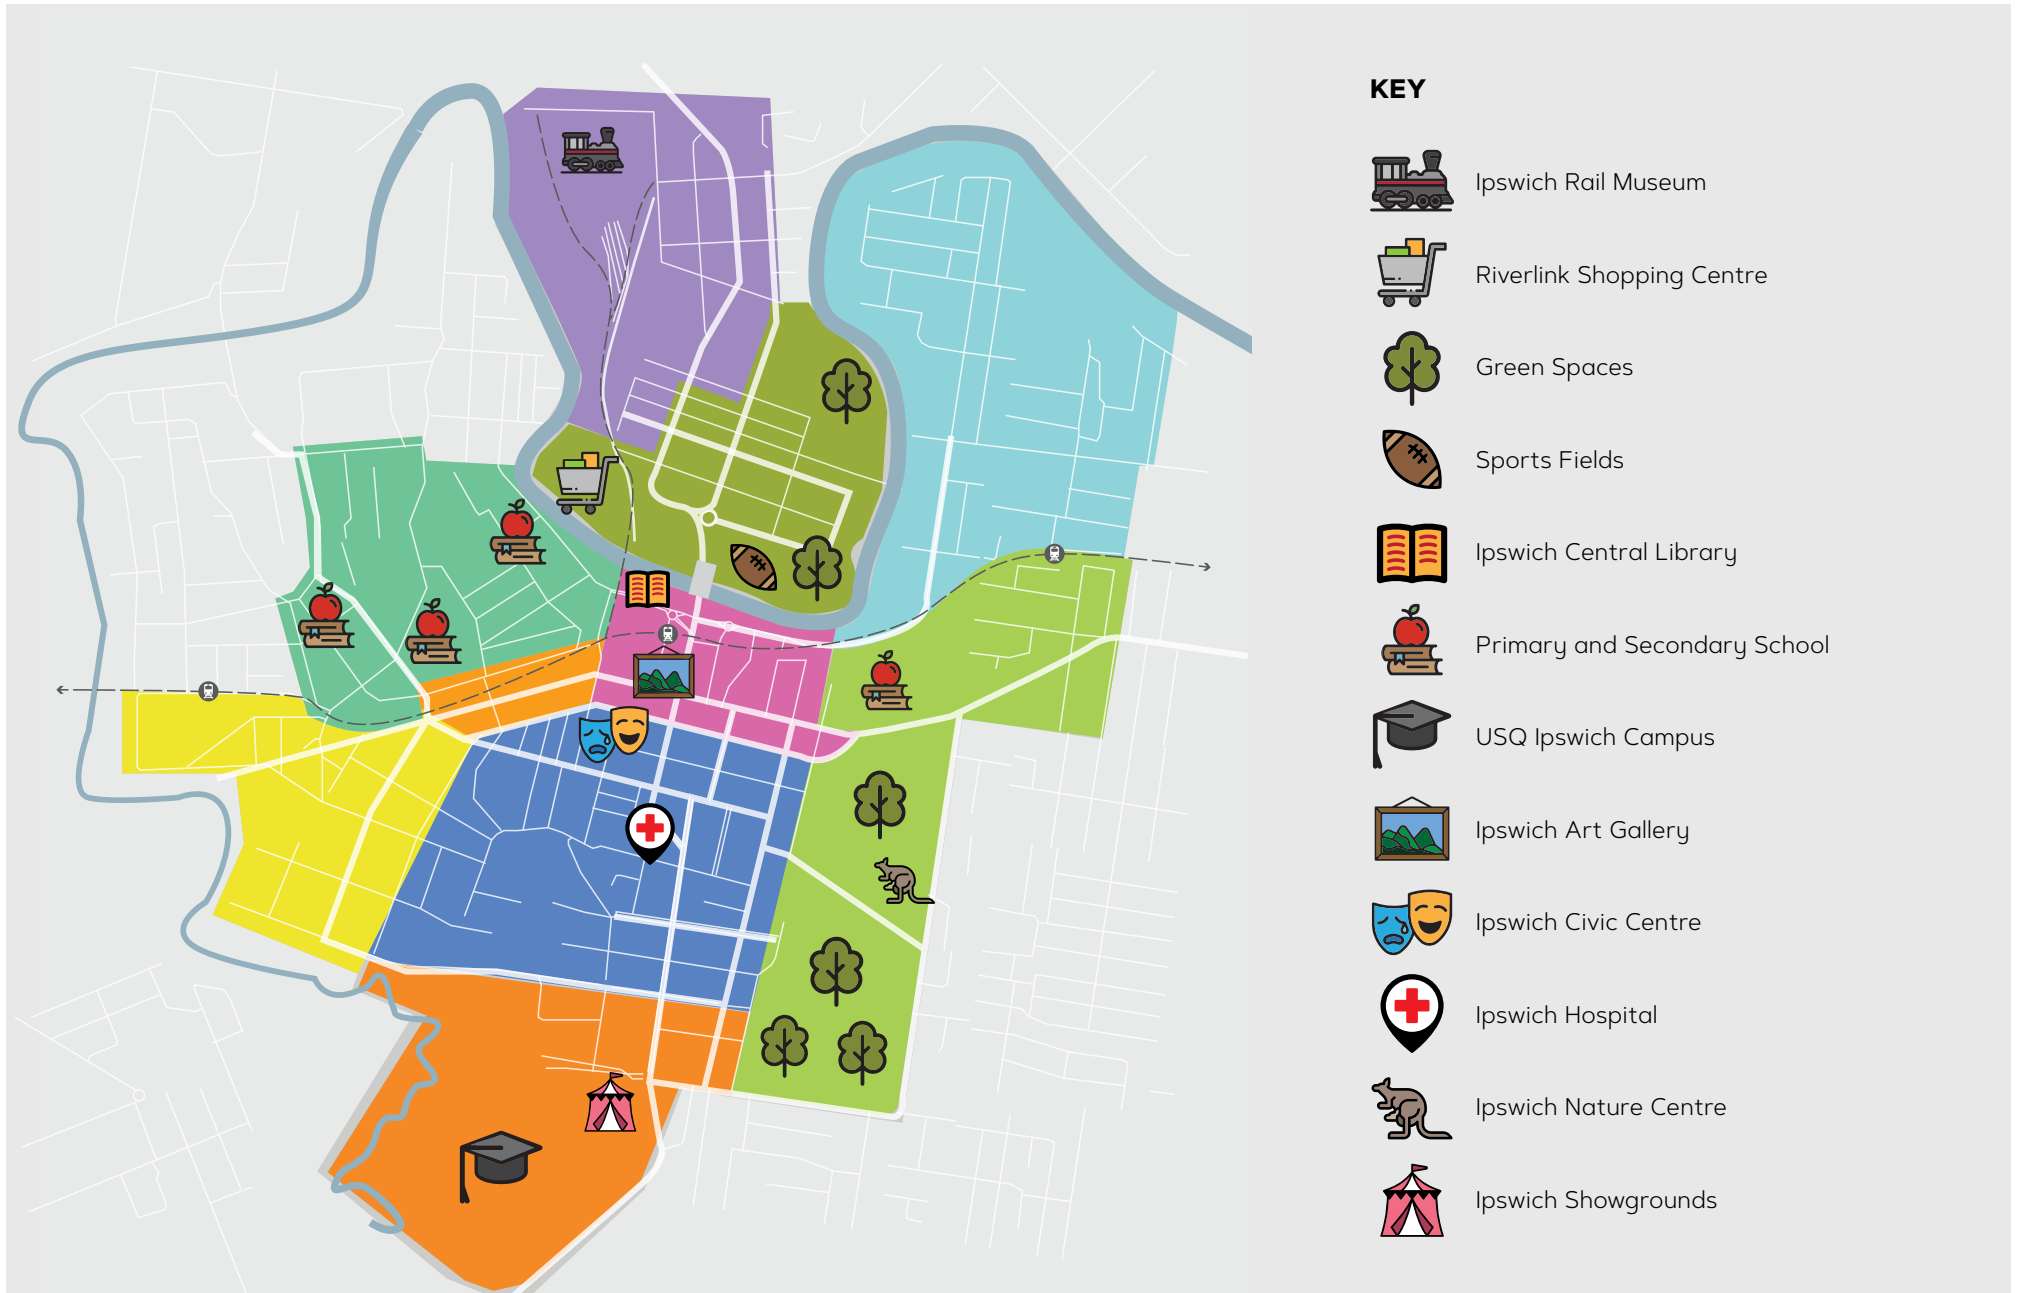 KEY
Ipswich Rail Museum
Riverlink Shopping Centre
Green Spaces
Sports Fields
Ipswich Central Library
Primary and Secondary School
USQ Ipswich Campus
Ipswich Art Gallery
Ipswich Civic Centre
Ipswich Hospital
Ipswich Nature Centre
Ipswich Showgrounds